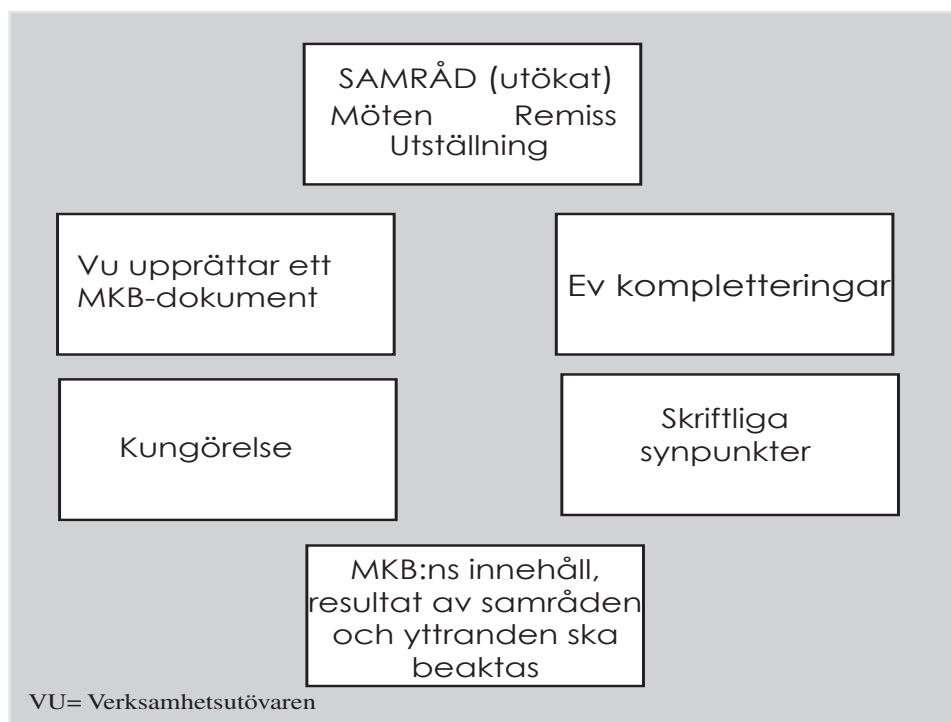 SAMRÅD (utökat)
Möten Remiss
Utställning
Vu upprättar ett
MKB-dokument
Ev kompletteringar
Kungörelse
Skriftliga
synpunkter
MKB:ns innehåll,
resultat av samråden
och yttranden ska
beaktas
VU= Verksamhetsutövaren